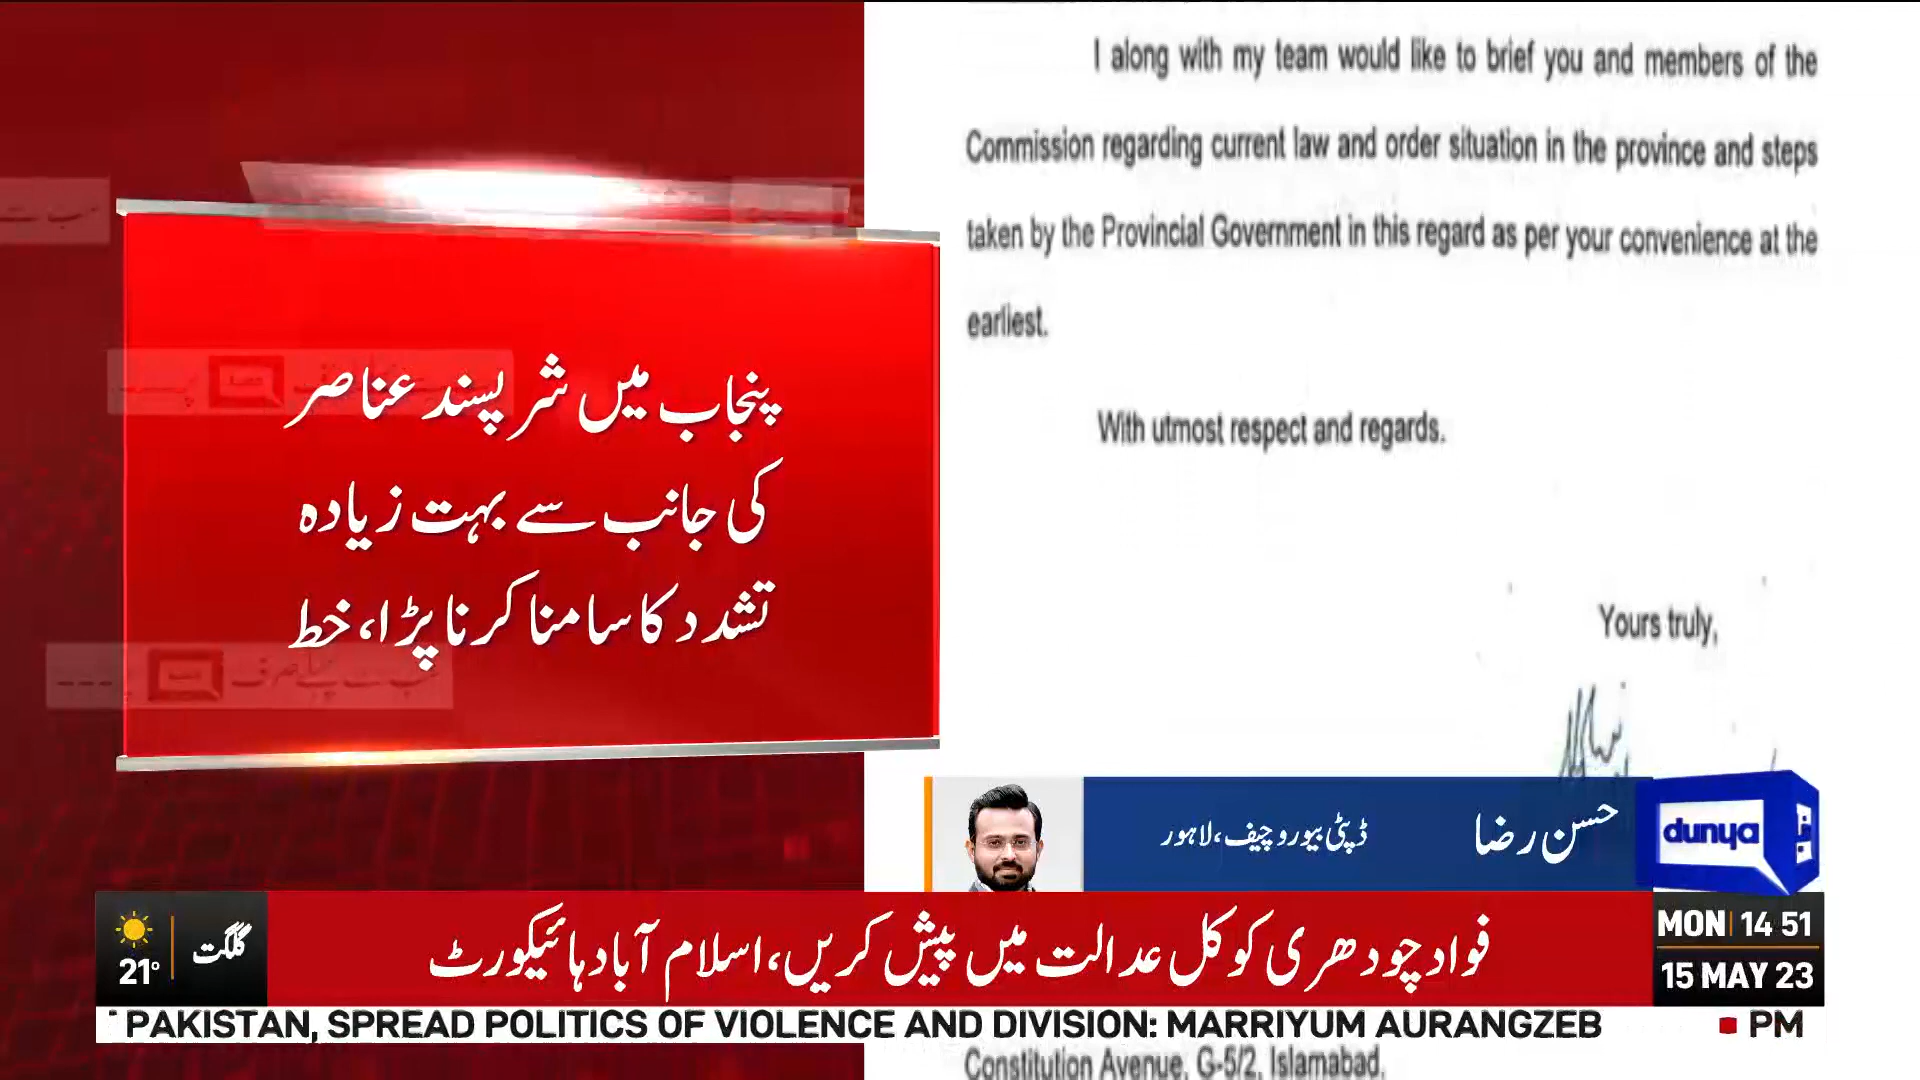 I along with my team would like to brief you and members of the
Commission regarding current law and order situation in the province and steps
taken by the Provincial Government in this regard as per your convenience at the
earliest.
With utmost respect and regards.
Yours truly,
پنجاب میں شر پسند عناصر
کی جانب سے بہت زیادہ
تشدد کا سامنا کرنا پڑا، خط
حسن رضا
ڈپٹی بیورو چیف، لاہور
dunya
گلگت
21°
فواد چودھری کو کل عدالت میں پیش کریں، اسلام آباد ہائیکورٹ
MON 14 51
15 MAY 23
PAKISTAN, SPREAD POLITICS OF VIOLENCE AND DIVISION: MARRIYUM AURANGZEB
PM
Constitution Avenue, G-5/2, Islamabad.